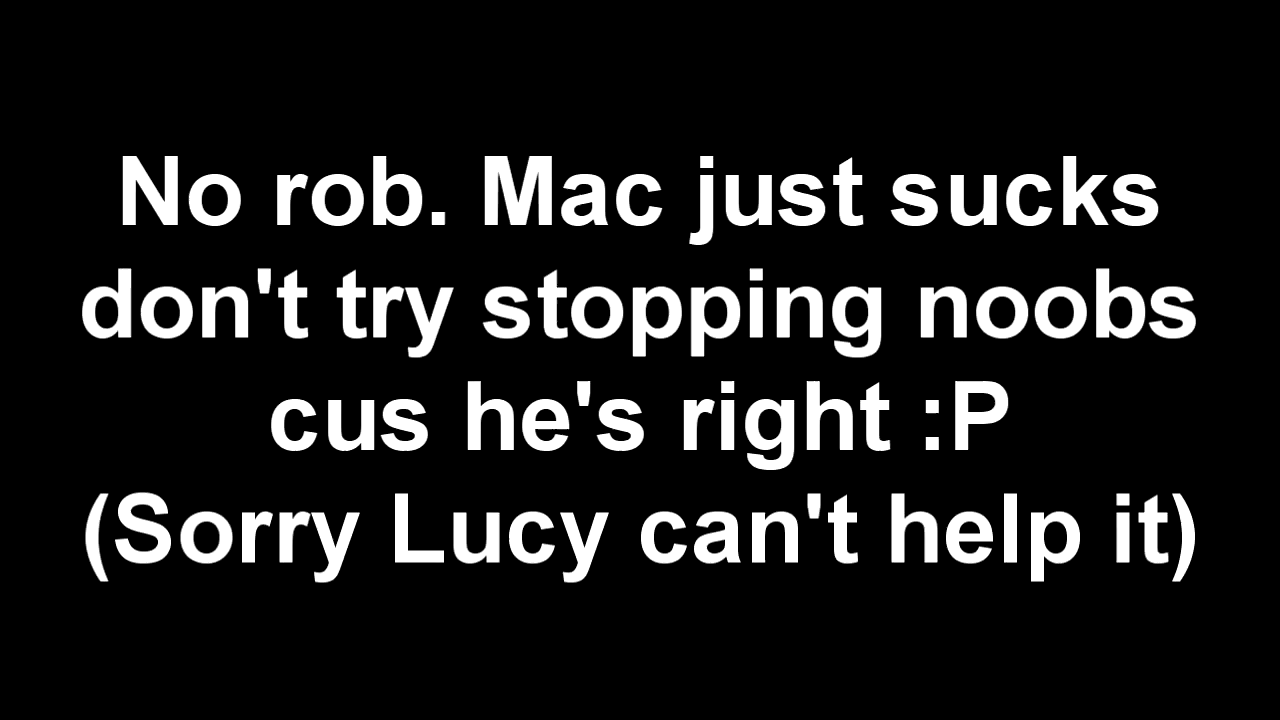 No rob. Mac just sucks
don't try stopping noobs
cus he's right :P
(Sorry Lucy can't help it)